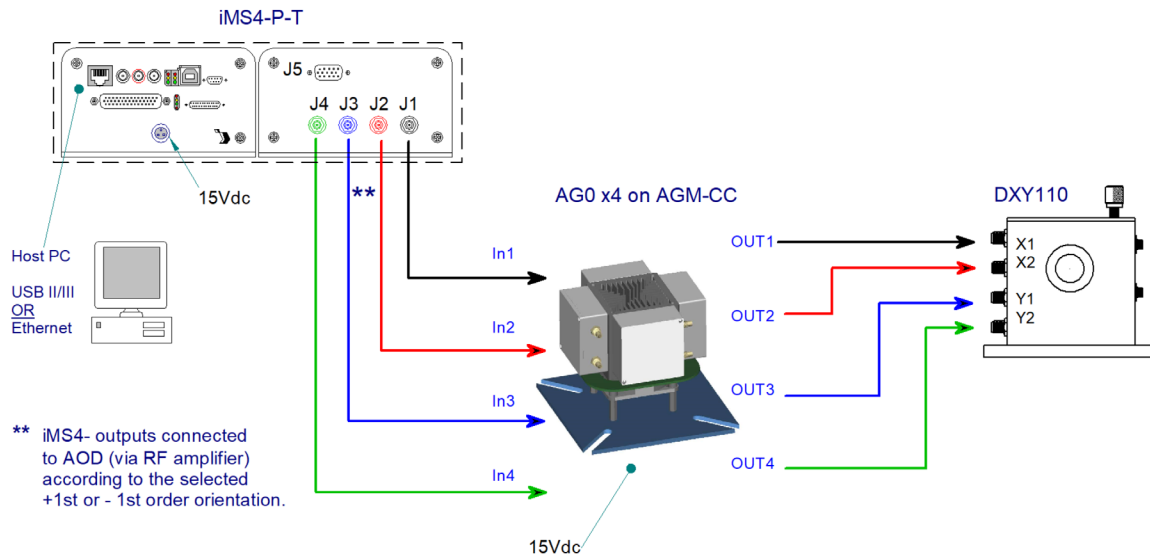 iMS4-P-T
J5
J4 J3 J2 J1
**
15Vdc
Host PC
USB II/III
OR
Ethernet
AG0 x4 on AGM-CC
DXY110
In1
In2
In3
In4
OUT1
OUT2
OUT3
OUT4
X1
X2
Y1
Y2
** iMS4- outputs connected
to AOD (via RF amplifier)
according to the selected
+1st or - 1st order orientation.
15Vdc